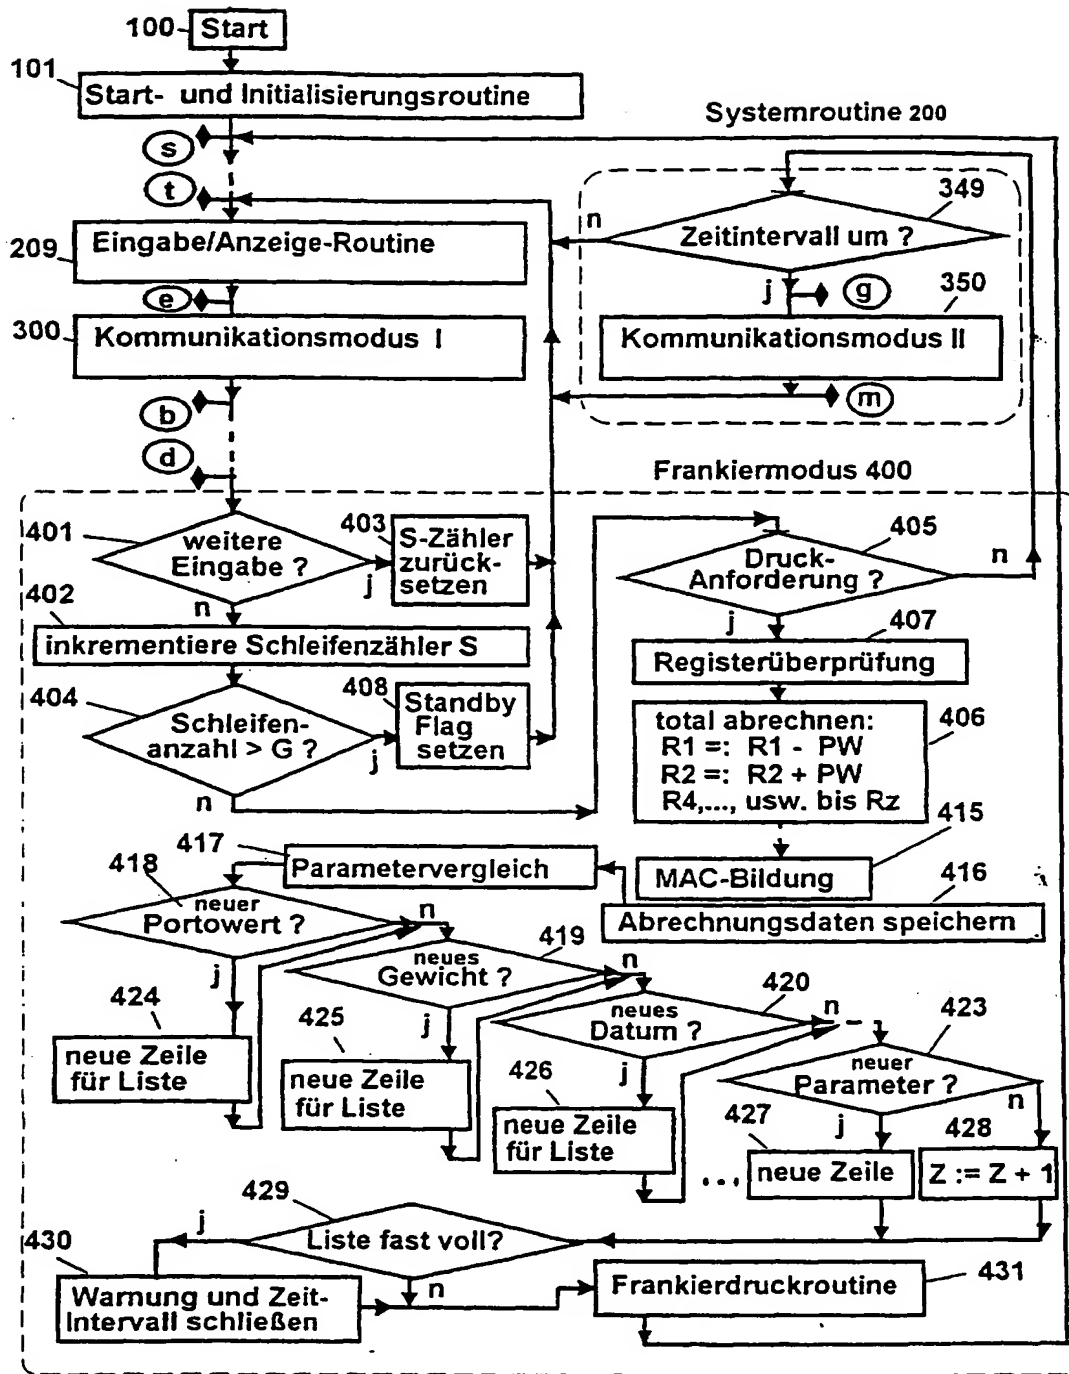 100 Start
101
Start- und Initialisierungsroutine
Systemroutine 200
s
t
209
Eingabe/Anzeige-Routine
e
300
Kommunikationsmodus I
b
d
349
n
Zeitintervall um ?
j
g
350
Kommunikationsmodus II
m
Frankiermodus 400
401
weitere
Eingabe ?
j
n
403
S-Zähler
zurück-
setzen
402
inkrementiere Schleifenzähler S
404
Schleifen-
anzahl > G ?
j
n
408
Standby
Flag
setzen
405
Druck-
Anforderung ?
n
j
407
Registerüberprüfung
total abrechnen:
R1 =: R1 - PW
R2 =: R2 + PW
R4,..., usw. bis Rz
406
415
MAC-Bildung
416
Abrechnungsdaten speichern
417
Parametervergleich
418
neuer
Portowert ?
n
j
424
neue Zeile
für Liste
419
neues
Gewicht ?
n
j
425
neue Zeile
für Liste
420
neues
Datum ?
n
j
426
neue Zeile
für Liste
423
neuer
Parameter ?
n
j
427
... neue Zeile
428
Z := Z + 1
429
Liste fast voll?
j
n
430
Warnung und Zeit-
Intervall schließen
Frankierdruckroutine
431